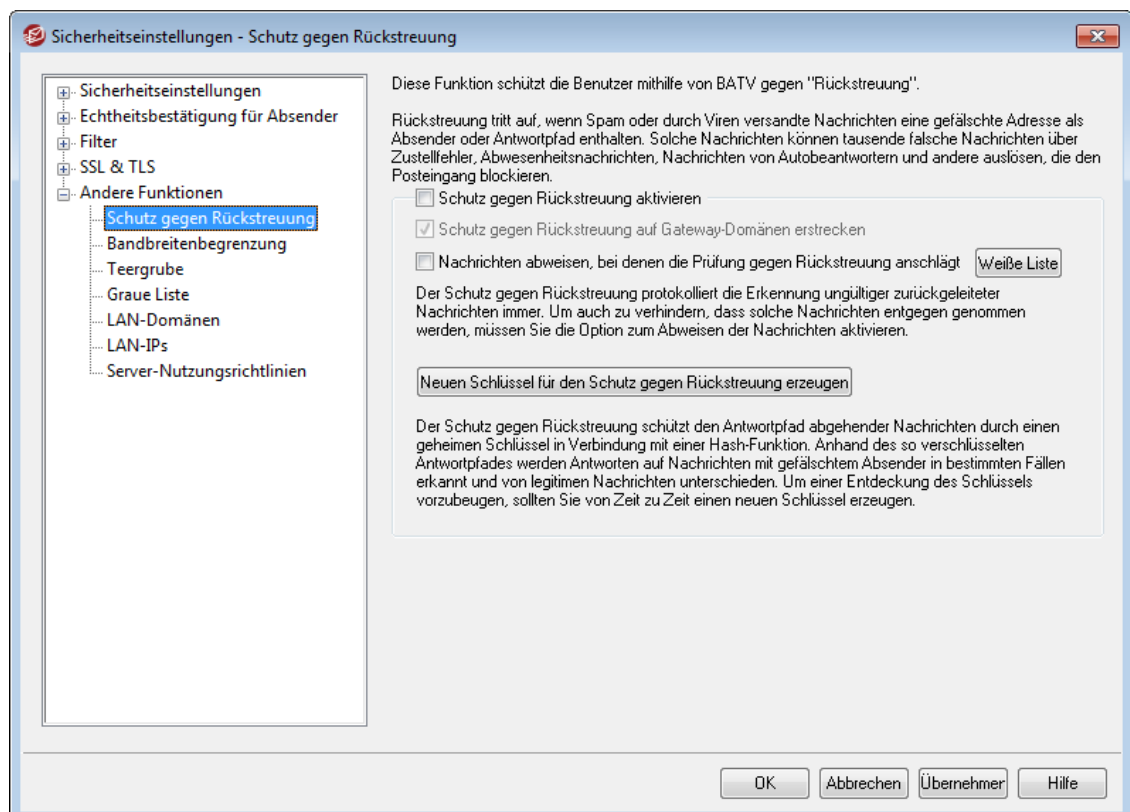 Sicherheitseinstellungen - Schutz gegen Rückstreuung
Sicherheitseinstellungen
Echtheitsbestätigung für Absender
Filter
SSL & TLS
Andere Funktionen
Schutz gegen Rückstreuung
Bandbreitenbegrenzung
Teergrube
Graue Liste
LAN-Domänen
LAN-IPs
Server-Nutzungsrichtlinien
Diese Funktion schützt die Benutzer mithilfe von BATV gegen "Rückstreuung".
Rückstreuung tritt auf, wenn Spam oder durch Viren versandte Nachrichten eine gefälschte Adresse als
Absender oder Antwortpfad enthalten. Solche Nachrichten können tausende falsche Nachrichten über
Zustellfehler, Abwesenheitsnachrichten, Nachrichten von Autobeantwortern und andere auslösen, die den
Posteingang blockieren.
Schutz gegen Rückstreuung aktivieren
Schutz gegen Rückstreuung auf Gateway-Domänen erstrecken
Nachrichten abweisen, bei denen die Prüfung gegen Rückstreuung anschlägt Weiße Liste
Der Schutz gegen Rückstreuung protokolliert die Erkennung ungültiger zurückgeleiteter
Nachrichten immer. Um auch zu verhindern, dass solche Nachrichten entgegen genommen
werden, müssen Sie die Option zum Abweisen der Nachrichten aktivieren.
Neuen Schlüssel für den Schutz gegen Rückstreuung erzeugen
Der Schutz gegen Rückstreuung schützt den Antwortpfad abgehender Nachrichten durch einen
geheimen Schlüssel in Verbindung mit einer Hash-Funktion. Anhand des so verschlüsselten
Antwortpfades werden Antworten auf Nachrichten mit gefälschtem Absender in bestimmten Fällen
erkannt und von legitimen Nachrichten unterschieden. Um einer Entdeckung des Schlüssels
vorzubeugen, sollten Sie von Zeit zu Zeit einen neuen Schlüssel erzeugen.
OK Abbrechen Übernehmer Hilfe